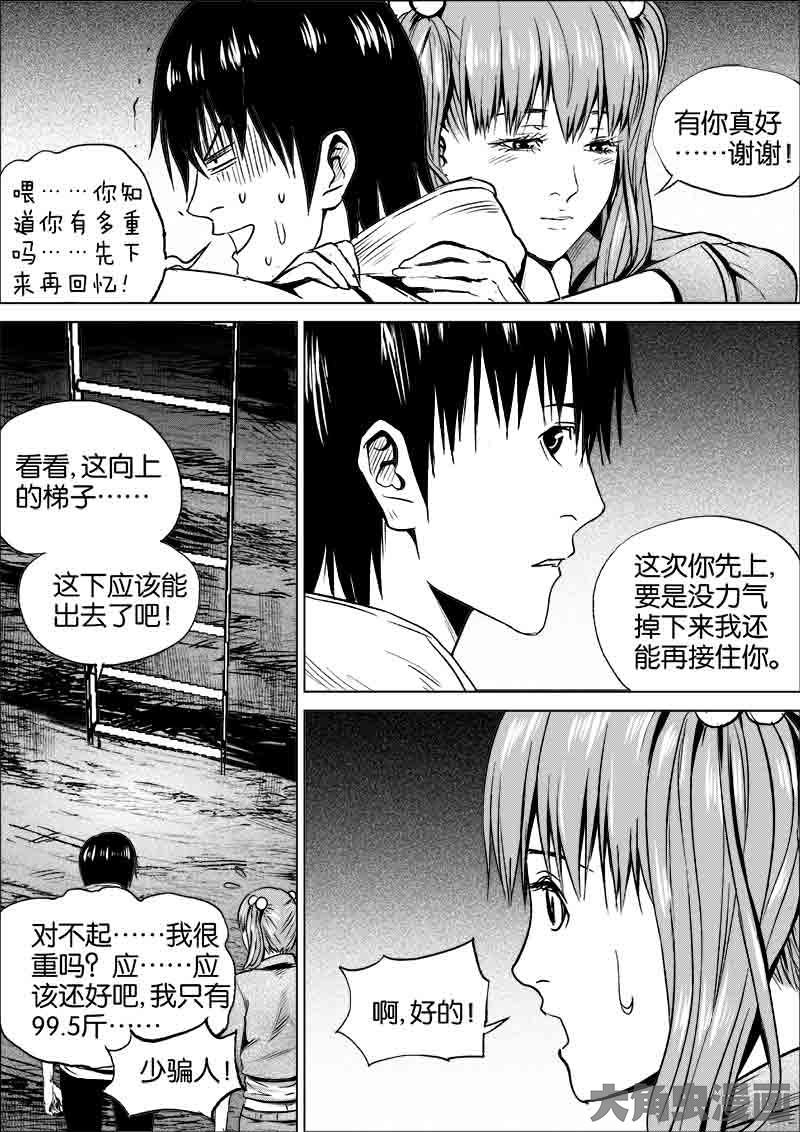 有你真好
……谢谢！
喂……你知
道你有多重
吗……先下
来再回忆！
看看,这向上
的梯子……
这下应该能
出去了吧！
对不起……我很
重吗？应……应
该还好吧,我只有
99.5斤……
少骗人！
这次你先上,
要是没力气
掉下来我还
能再接住你。
啊,好的！
大角虫漫画